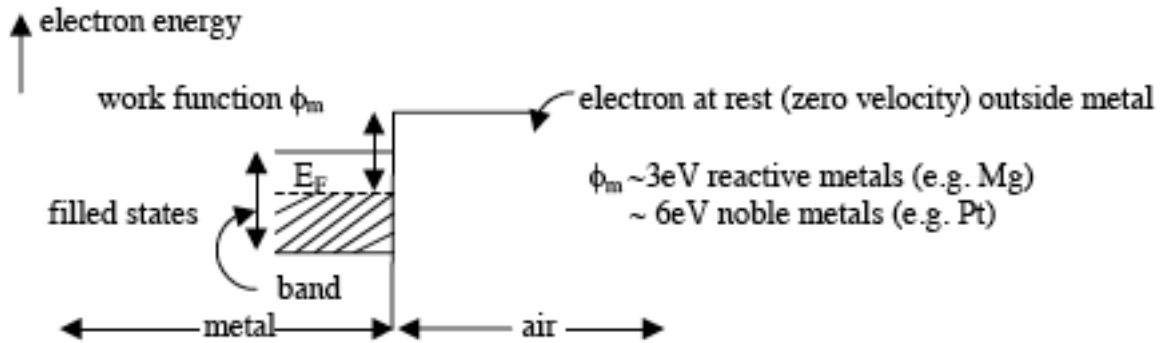 electron energy
work function ϕm
electron at rest (zero velocity) outside metal
EF
ϕm ~3eV reactive metals (e.g. Mg)
filled states
~ 6eV noble metals (e.g. Pt)
band
metal
air